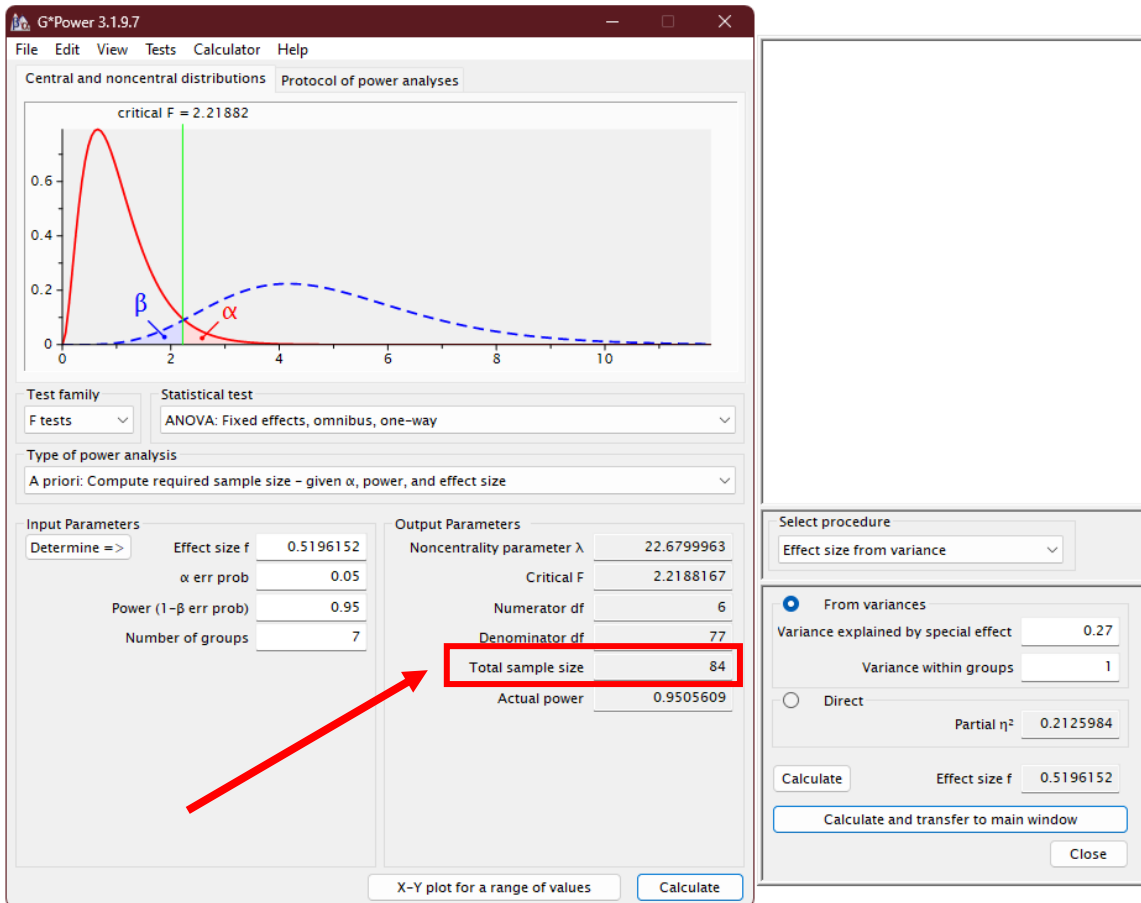 G*Power 3.1.9.7
File Edit View Tests Calculator Help
Central and noncentral distributions Protocol of power analyses
critical F = 2.21882
0.6
0.4
0.2
0
β
α
0 2 4 6 8 10
Test family
F tests
Statistical test
ANOVA: Fixed effects, omnibus, one-way
Type of power analysis
A priori: Compute required sample size - given α, power, and effect size
Input Parameters
Determine =>
Effect size f 0.5196152
α err prob 0.05
Power (1-β err prob) 0.95
Number of groups 7
Output Parameters
Noncentrality parameter λ 22.6799963
Critical F 2.2188167
Numerator df 6
Denominator df 77
Total sample size 84
Actual power 0.9505609
X-Y plot for a range of values Calculate
Select procedure
Effect size from variance
From variances
Variance explained by special effect 0.27
Variance within groups 1
Direct
Partial η² 0.2125984
Calculate Effect size f 0.5196152
Calculate and transfer to main window
Close